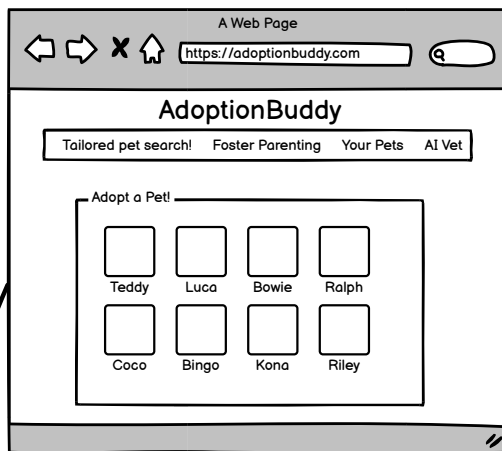 A Web Page
https://adoptionbuddy.com
AdoptionBuddy
Tailored pet search! Foster Parenting Your Pets AI Vet
Adopt a Pet!
Teddy Luca Bowie Ralph
Coco Bingo Kona Riley